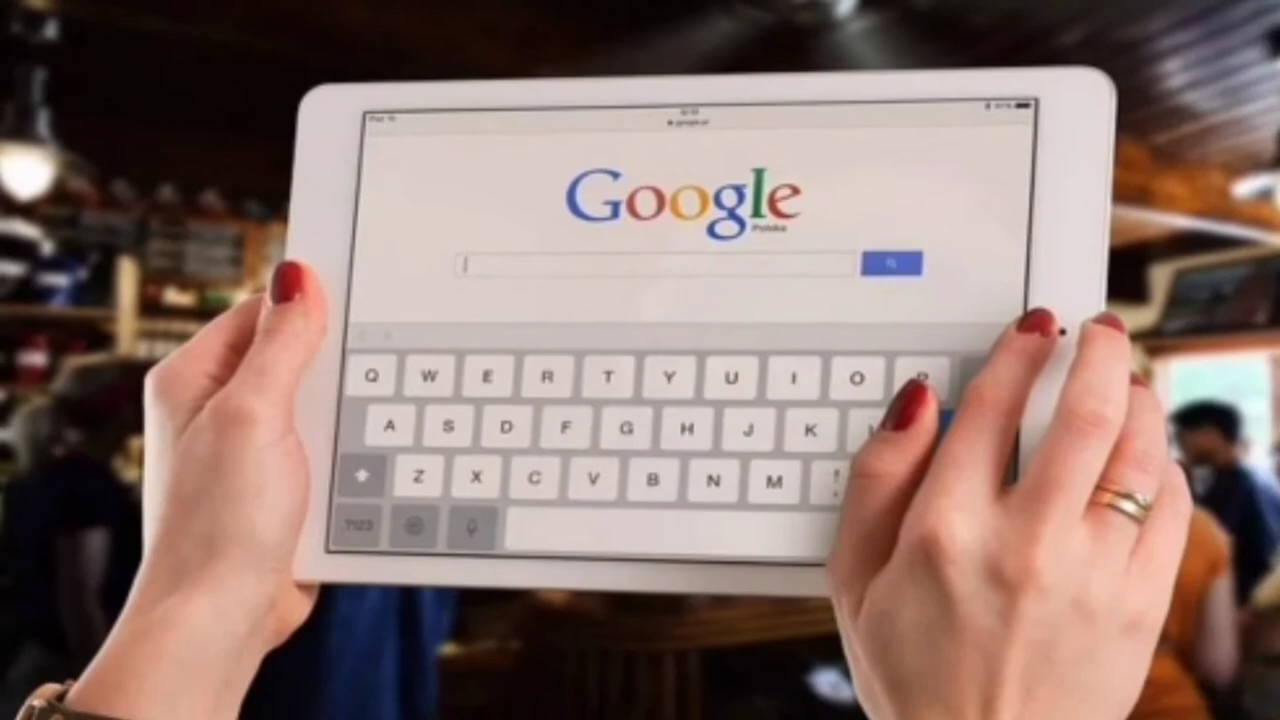 Google
Polska
Q W E R T Y U I O P
A S D F G H J K
Z X C V B N M !
.?123